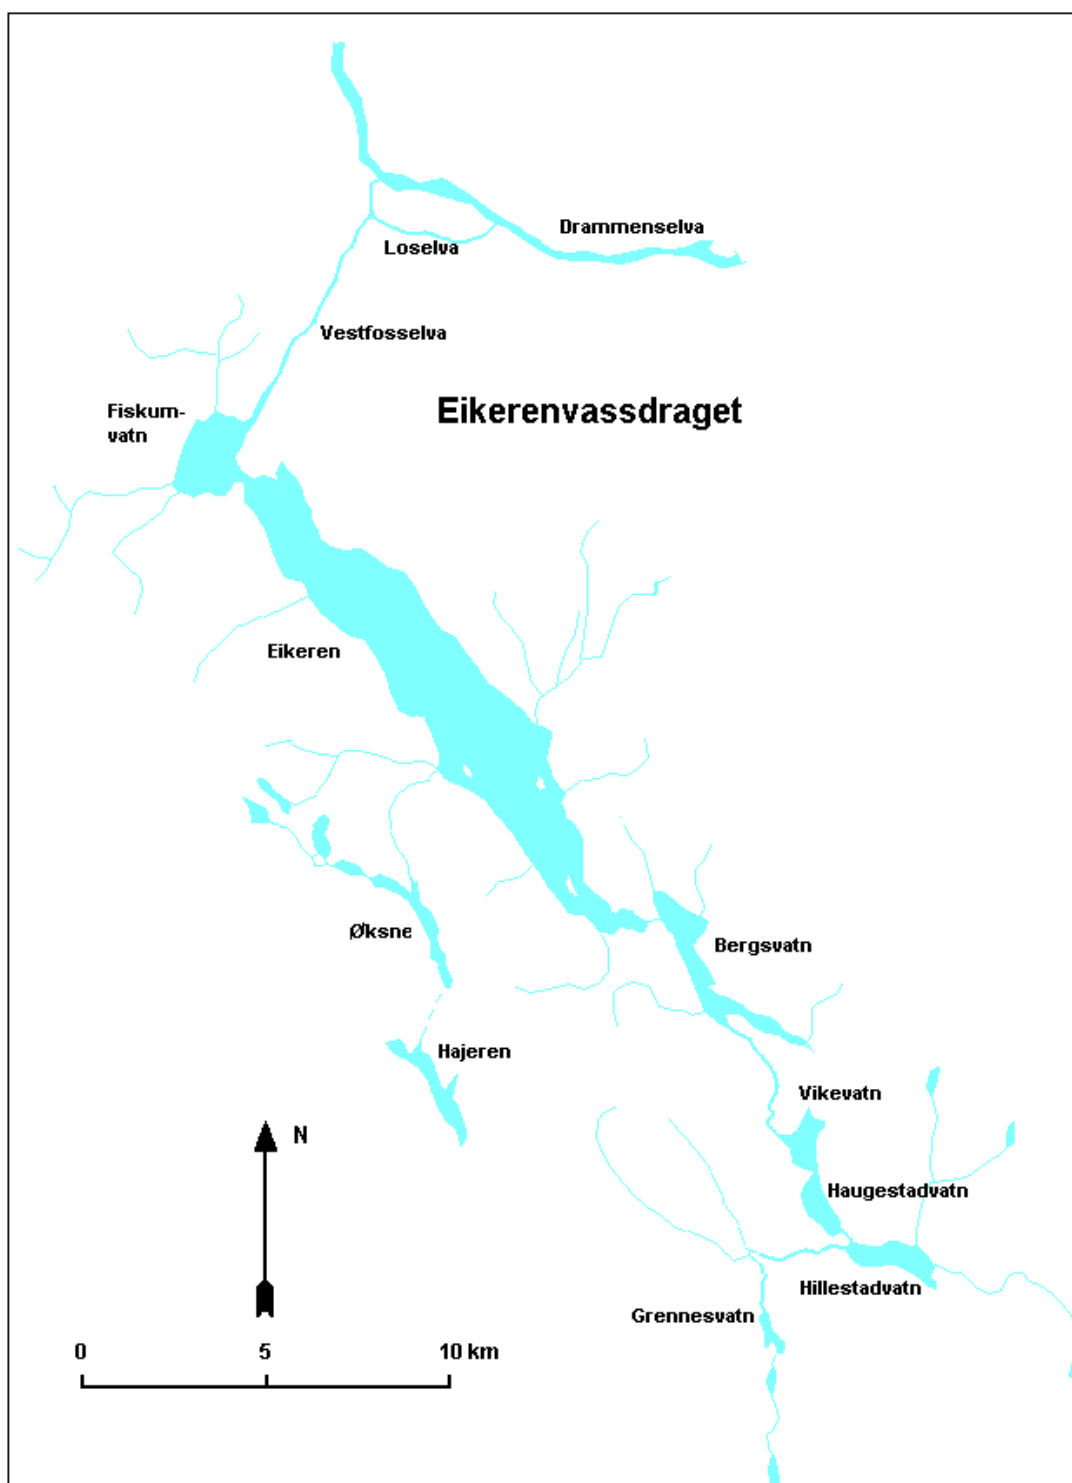 Drammenselva
Loselva
Vestfosselva
Fiskum-
vatn
Eikerenvassdraget
Eikeren
Øksne
Bergsvatn
Hajeren
Vikevatn
N
Haugestadvatn
Hillestadvatn
Grennesvatn
0 5 10 km